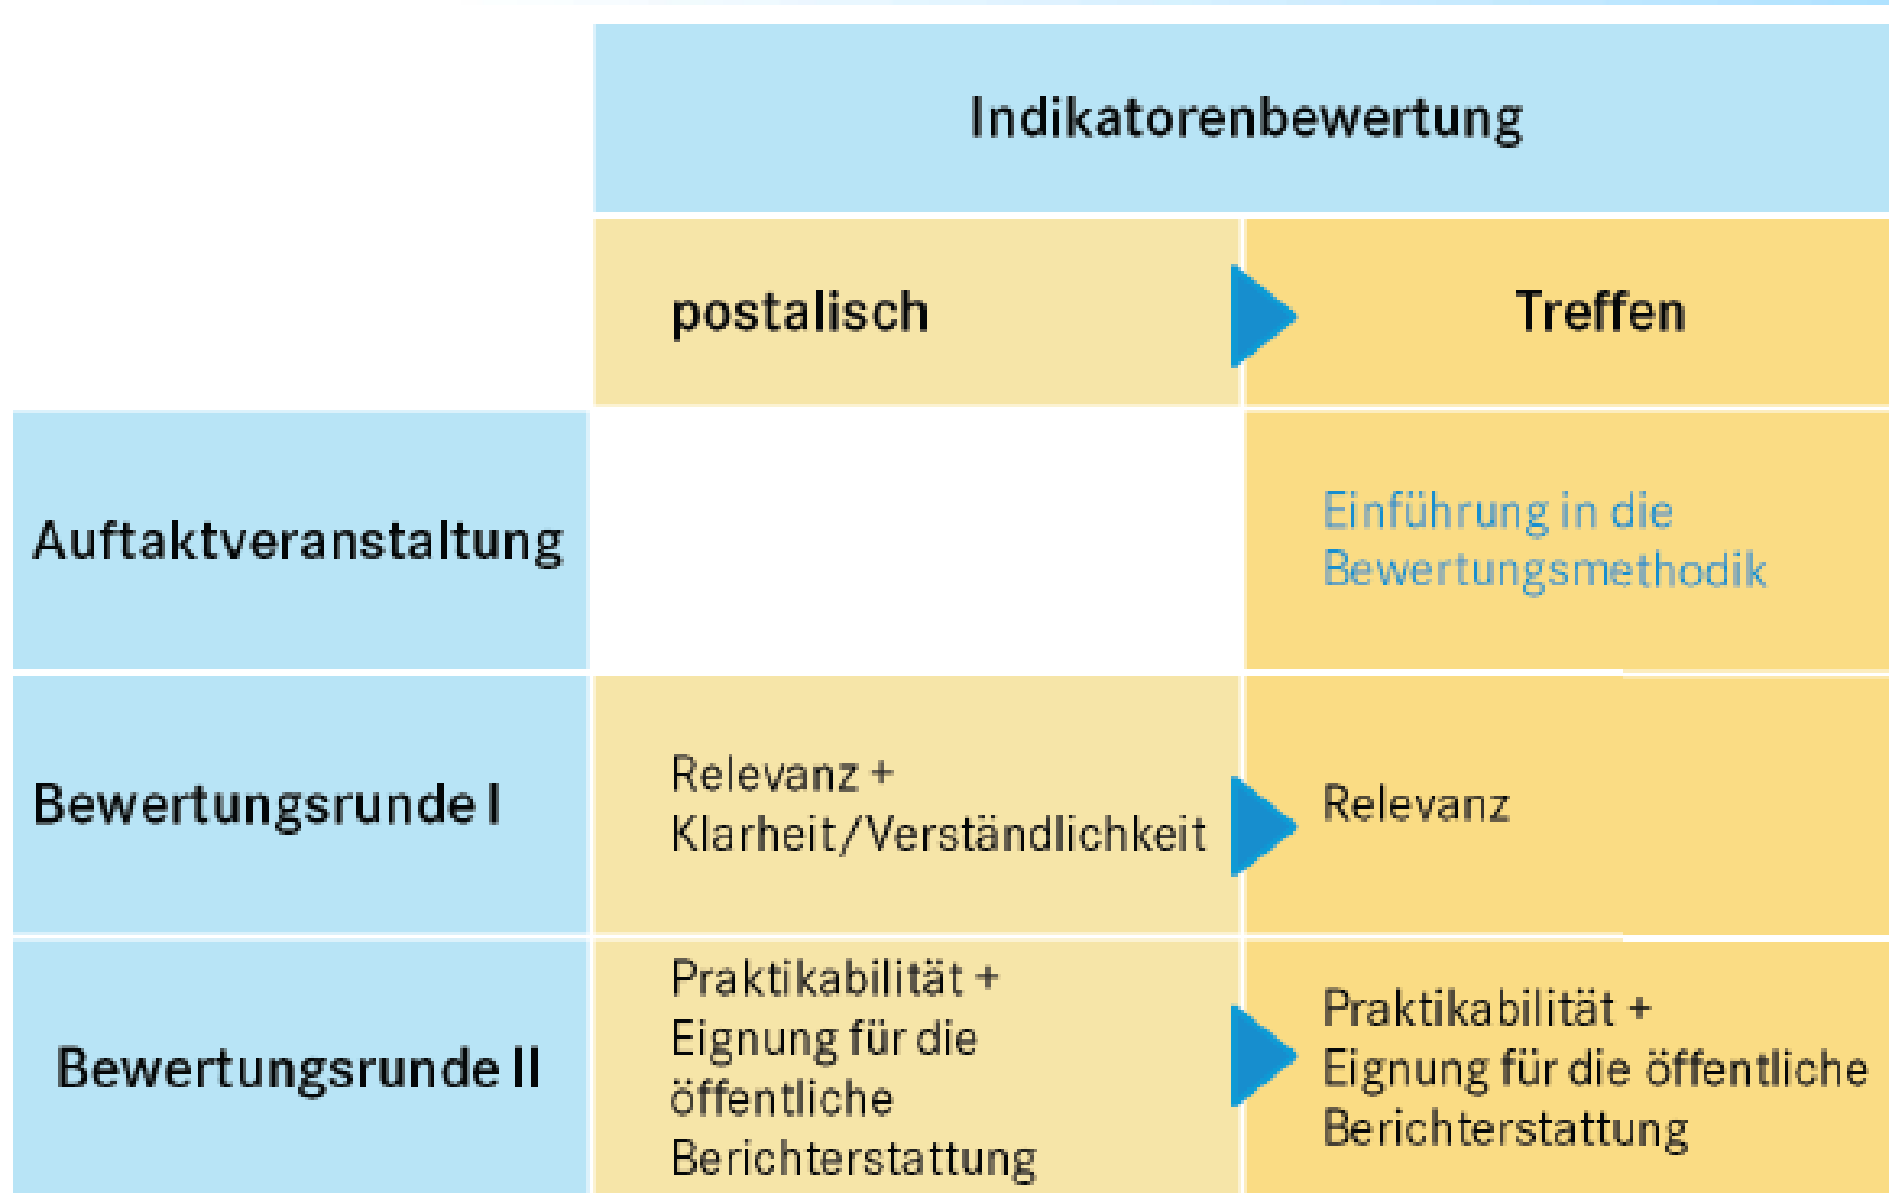 Indikatorenbewertung
postalisch
Treffen
Auftaktveranstaltung
Einführung in die
Bewertungsmethodik
Bewertungsrunde I
Relevanz +
Klarheit/Verständlichkeit
Relevanz
Bewertungsrunde II
Praktikabilität +
Eignung für die
öffentliche
Berichterstattung
Praktikabilität +
Eignung für die öffentliche
Berichterstattung